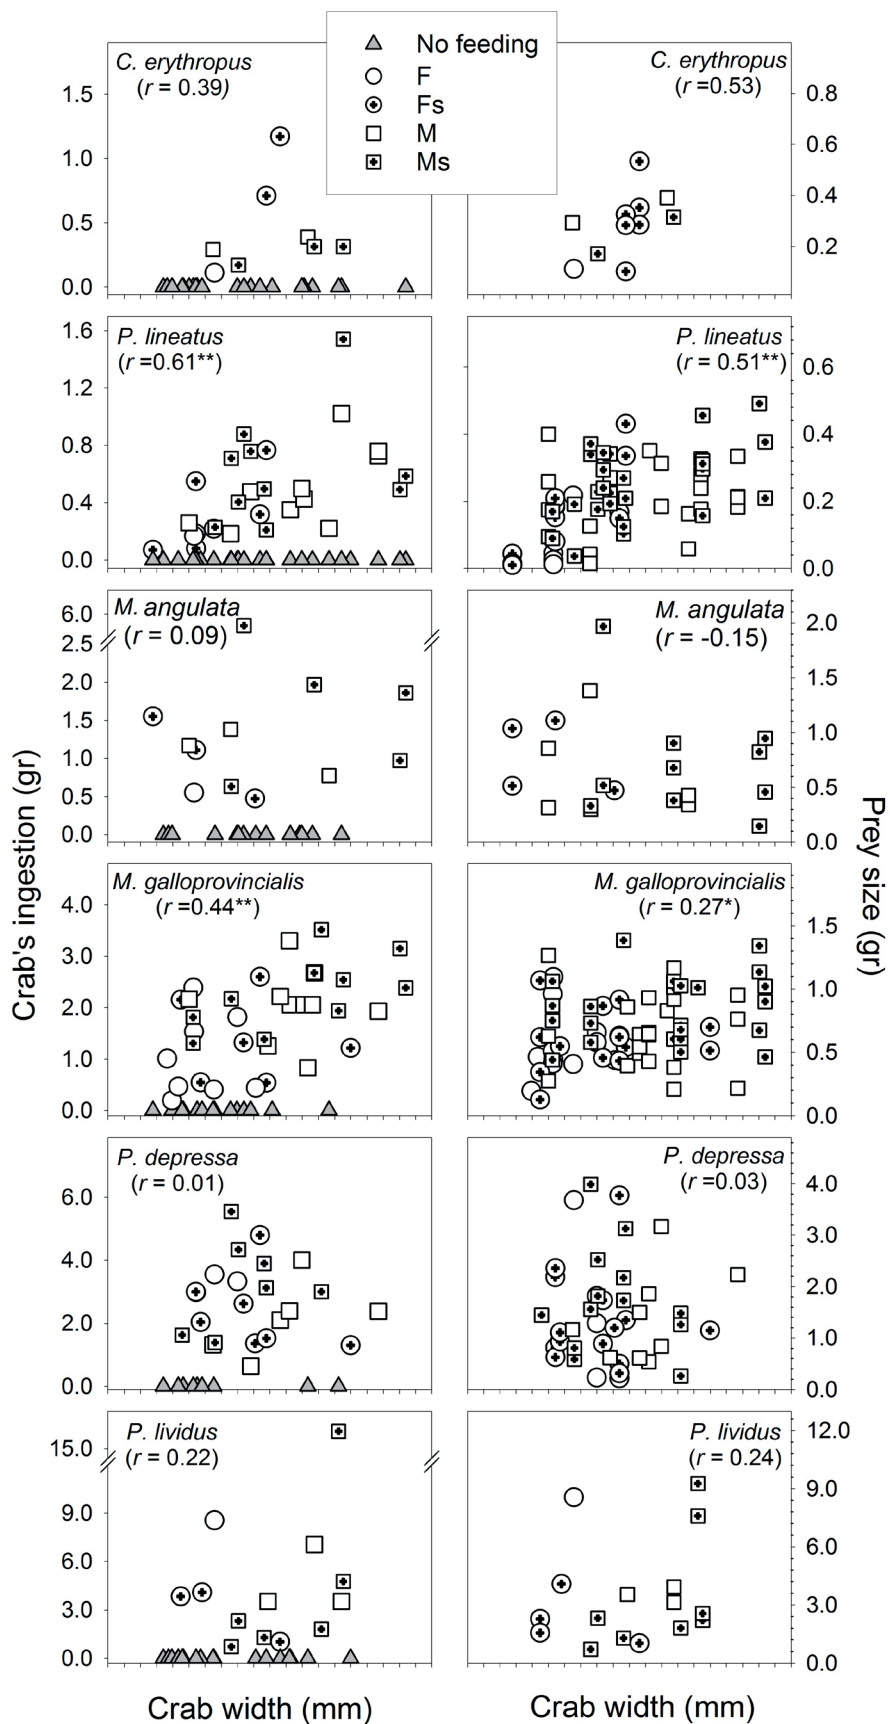 No feeding
F
Fs
M
Ms
C. erythropus
(r = 0.39)
1.5
1.0
0.5
0.0
C. erythropus
(r =0.53)
0.8
0.6
0.4
0.2
P. lineatus
(r =0.61**)
1.6
1.2
0.8
0.4
0.0
P. lineatus
(r = 0.51**)
0.6
0.4
0.2
0.0
M. angulata
(r = 0.09)
6.0
2.5
2.0
1.5
1.0
0.5
0.0
M. angulata
(r = -0.15)
2.0
1.5
1.0
0.5
0.0
Crab's ingestion (gr)
Prey size (gr)
M. galloprovincialis
(r =0.44**)
4.0
3.0
2.0
1.0
0.0
M. galloprovincialis
(r = 0.27*)
1.5
1.0
0.5
0.0
P. depressa
(r = 0.01)
6.0
4.0
2.0
0.0
P. depressa
(r =0.03)
4.0
3.0
2.0
1.0
0.0
P. lividus
(r = 0.22)
15.0
9.0
6.0
3.0
0.0
P. lividus
(r = 0.24)
12.0
9.0
6.0
3.0
0.0
Crab width (mm)
Crab width (mm)